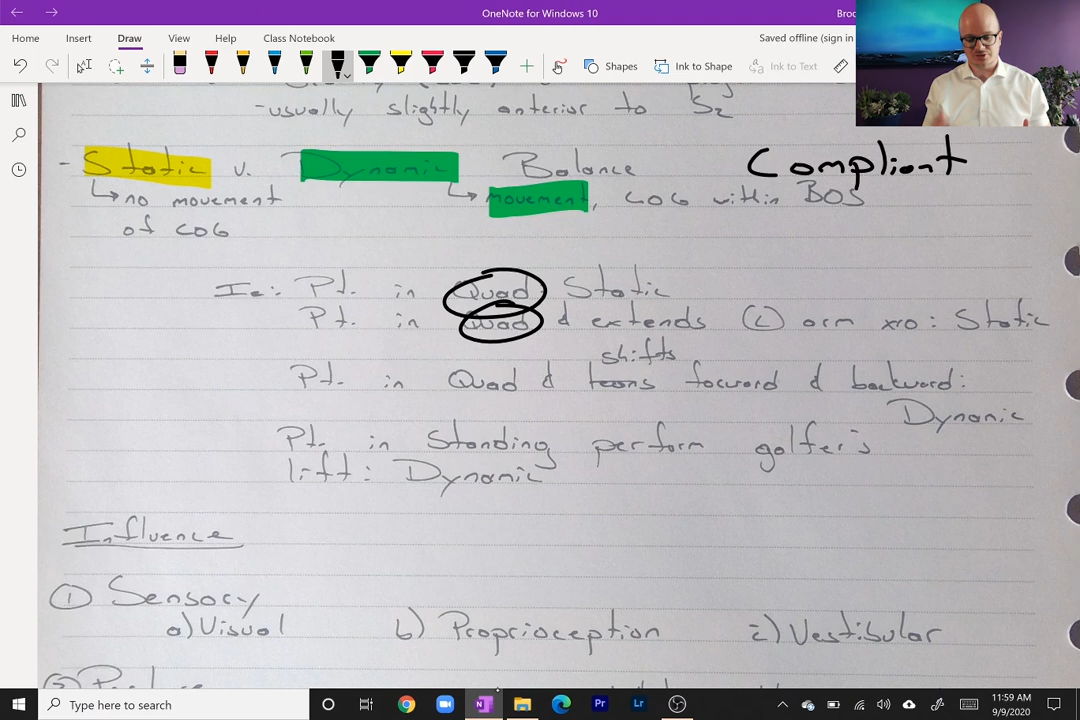 OneNote for Windows 10
Broc
Home Insert Draw View Help Class Notebook
Saved offline (sign in
Shapes Ink to Shape Ink to Text
-usually slightly anterior to S2
- Static v. Dynamic Balance Compliant
↳ no movement ↳ movement, COG within BOS
of COG
Ie: Pt. in Quad: Static
Pt. in Quad & extends (L) arm x10: Static
shifts
Pt. in Quad & forward & backward:
Dynamic
Pt. in Standing perform golfer's
lift: Dynamic
Influence
① Sensory
a) Visual b) Proprioception c) Vestibular
Type here to search
11:59 AM
9/9/2020